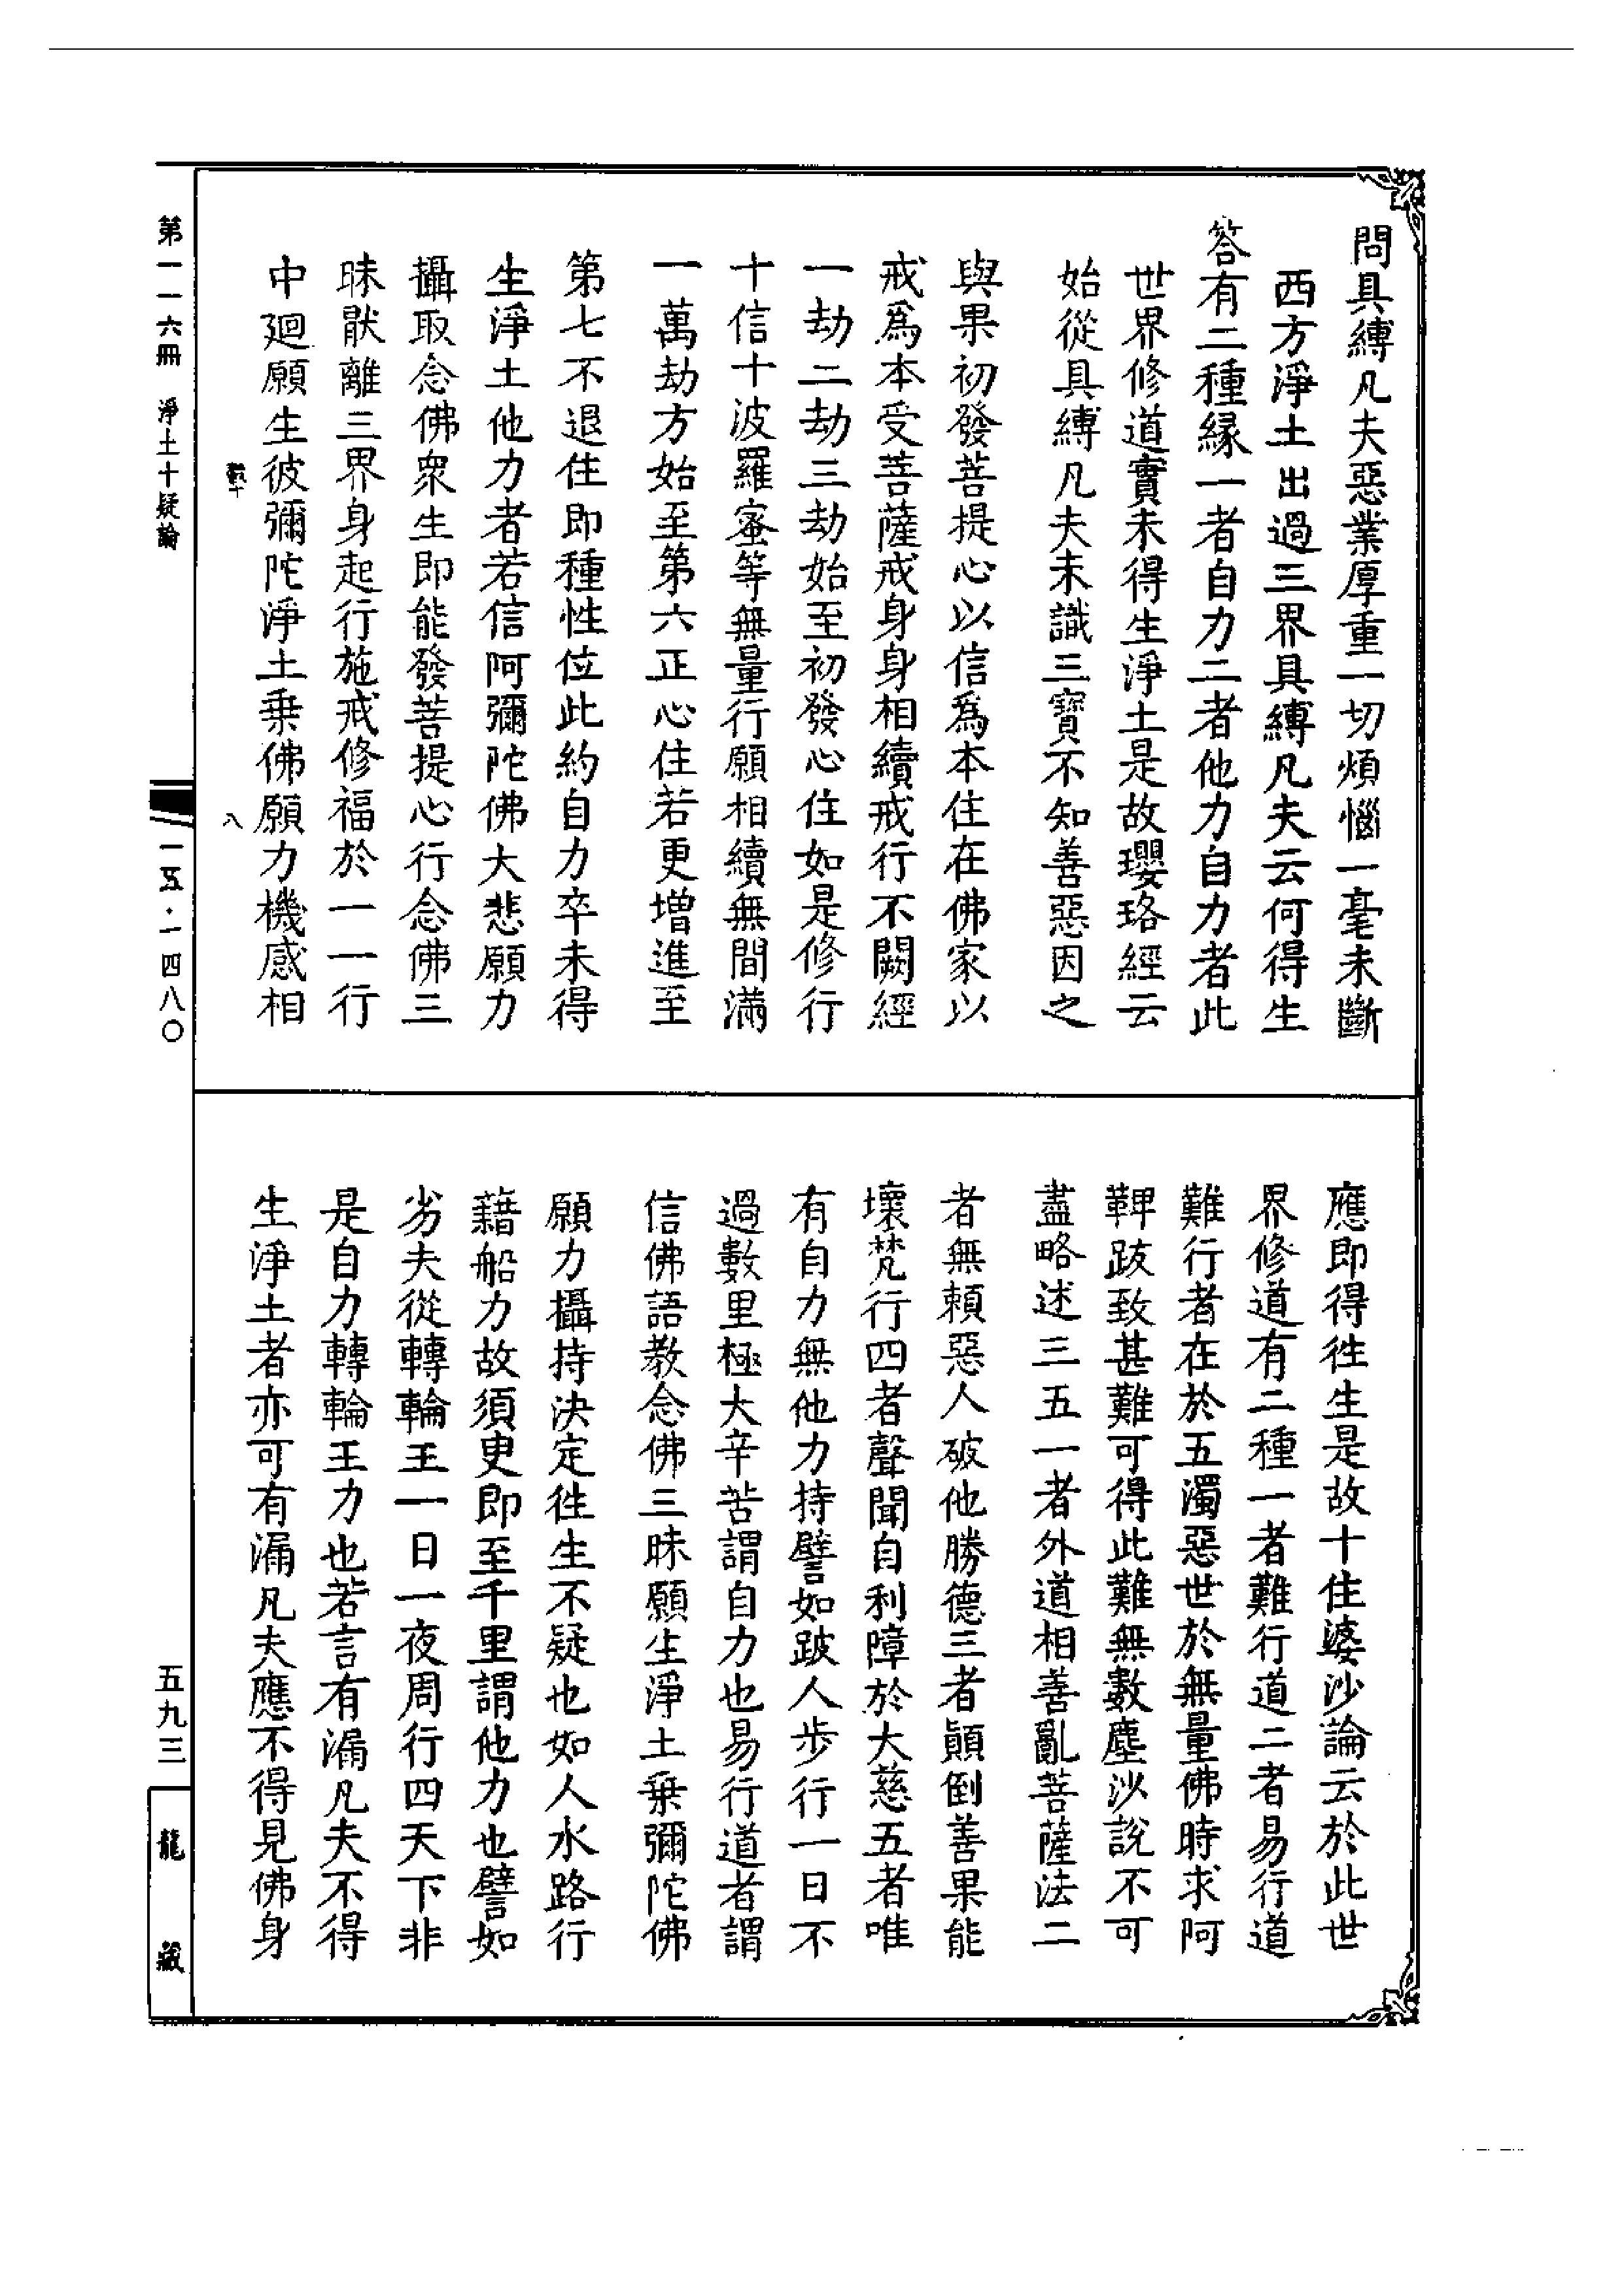 問具縛凡夫惡業厚重一切煩惱一毫未斷
西方淨土出過三界具縛凡夫云何得生
答有二種緣一者自力二者他力自力者此
世界修道實未得生淨土是故瓔珞經云
始從具縛凡夫未識三寶不知善惡因之
與果初發菩提心以信爲本住在佛家以
戒爲本受菩薩戒身身相續戒行不闕經
一劫二劫三劫始至初發心住如是修行
十信十波羅蜜等無量行願相續無間滿
一萬劫方始至第六正心住若更增進至
第七不退住即種性位此約自力卒未得
生淨土他力者若信阿彌陀佛大悲願力
攝取念佛眾生即能發菩提心行念佛三
昧猒離三界身起行施戒修福於一一行
中迴願生彼彌陀淨土乗佛願力機感相
八
應即得徃生是故十住婆沙論云於此世
界修道有二種一者難行道二者易行道
難行者在於五濁惡世於無量佛時求阿
鞞跋致甚難可得此難無數塵沙說不可
盡略述三五一者外道相善亂菩薩法二
者無賴惡人破他勝德三者顛倒善果能
壞梵行四者聲聞自利障於大慈五者唯
有自力無他力持譬如跛人步行一日不
過數里極大辛苦謂自力也易行道者謂
信佛語教念佛三昧願生淨土乗彌陀佛
願力攝持決定徃生不疑也如人水路行
藉船力故須臾即至千里謂他力也譬如
劣夫從轉輪王一日一夜周行四天下非
是自力轉輪王力也若言有漏凡夫不得
生淨土者亦可有漏凡夫應不得見佛身
第一一六冊　淨土十疑論
一五·一四八〇
五九三
龍藏